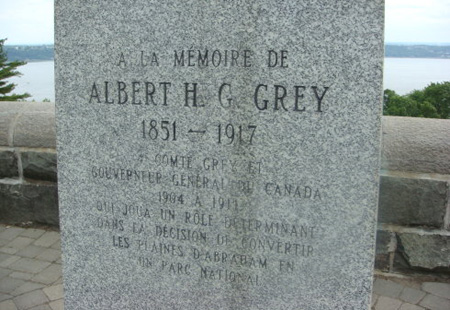 À LA MÉMOIRE DE
ALBERT H. G. GREY
1851 - 1917
4e COMTE GREY ET
GOUVERNEUR GÉNÉRAL DU CANADA
1904 À 1911
QUI JOUA UN RÔLE DÉTERMINANT
DANS LA DÉCISION DE CONVERTIR
LES PLAINES D'ABRAHAM EN
UN PARC NATIONAL